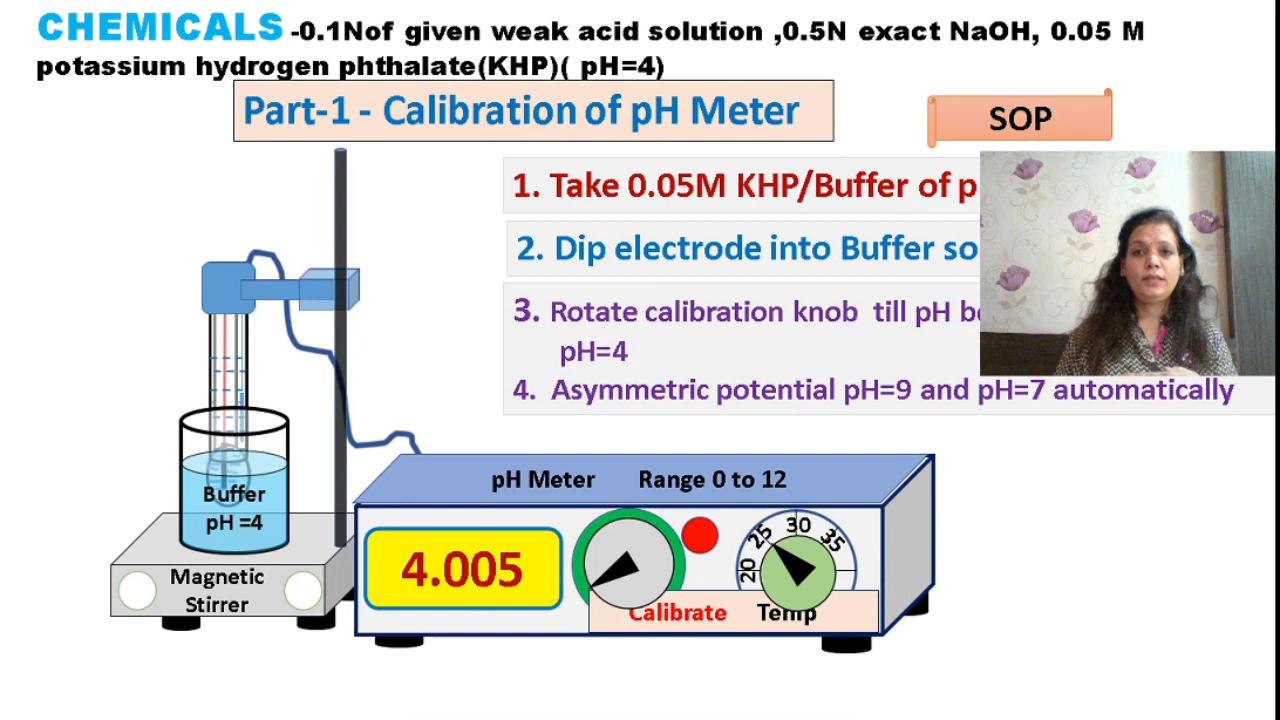 CHEMICALS -0.1Nof given weak acid solution ,0.5N exact NaOH, 0.05 M
potassium hydrogen phthalate(KHP)( pH=4)
Part-1 - Calibration of pH Meter
SOP
1. Take 0.05M KHP/Buffer of p
2. Dip electrode into Buffer so
3. Rotate calibration knob till pH be
pH=4
4. Asymmetric potential pH=9 and pH=7 automatically
pH Meter Range 0 to 12
Buffer
pH =4
4.005
20 25 30 35
Magnetic
Stirrer
Calibrate Temp